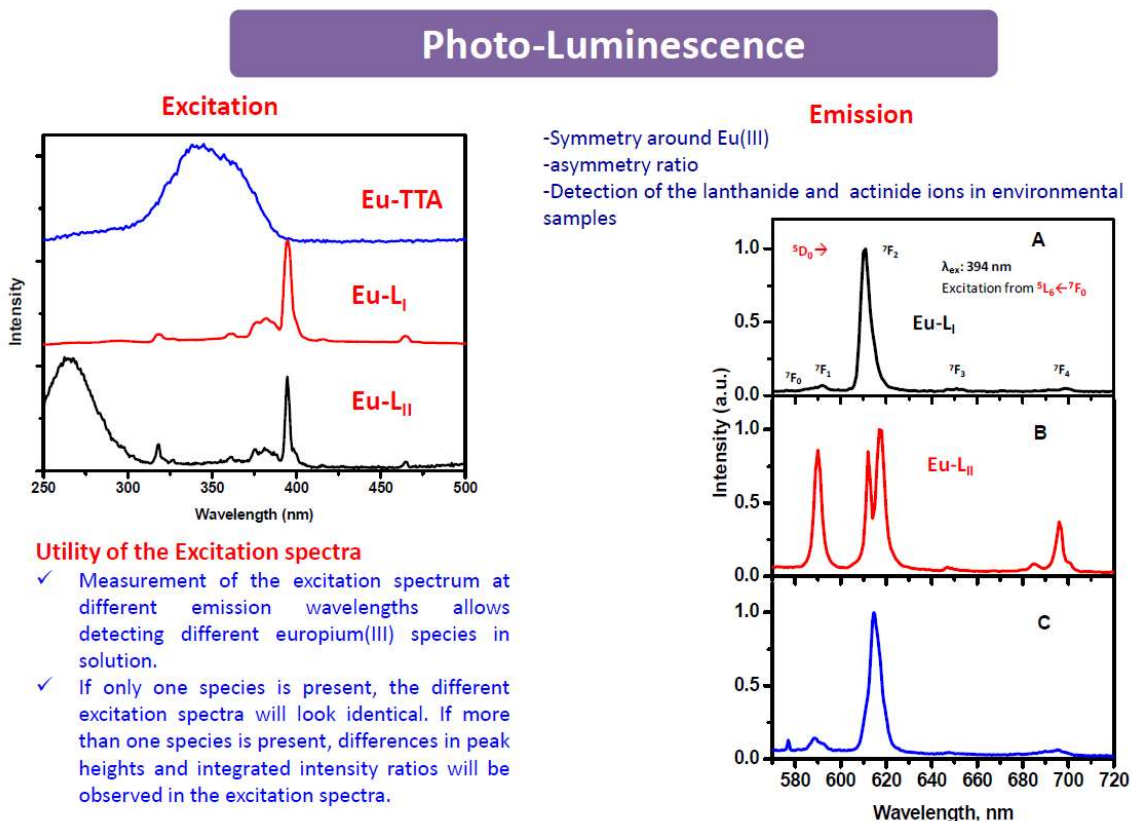 Photo-Luminescence
Excitation
Eu-TTA
Eu-L_I
Eu-L_II
Intensity
250 300 350 400 450 500
Wavelength (nm)
Utility of the Excitation spectra
✓ Measurement of the excitation spectrum at
different emission wavelengths allows
detecting different europium(III) species in
solution.
✓ If only one species is present, the different
excitation spectra will look identical. If more
than one species is present, differences in peak
heights and integrated intensity ratios will be
observed in the excitation spectra.
Emission
-Symmetry around Eu(III)
-asymmetry ratio
-Detection of the lanthanide and actinide ions in environmental
samples
A
⁵D₀→
⁷F₂
λ_ex: 394 nm
Excitation from ⁵L₆←⁷F₀
Eu-L_I
⁷F₀
⁷F₁
⁷F₃
⁷F₄
1.0
0.5
0.0
B
Eu-L_II
1.0
0.5
0.0
C
1.0
0.5
0.0
Intensity (a.u.)
580 600 620 640 660 680 700 720
Wavelength, nm